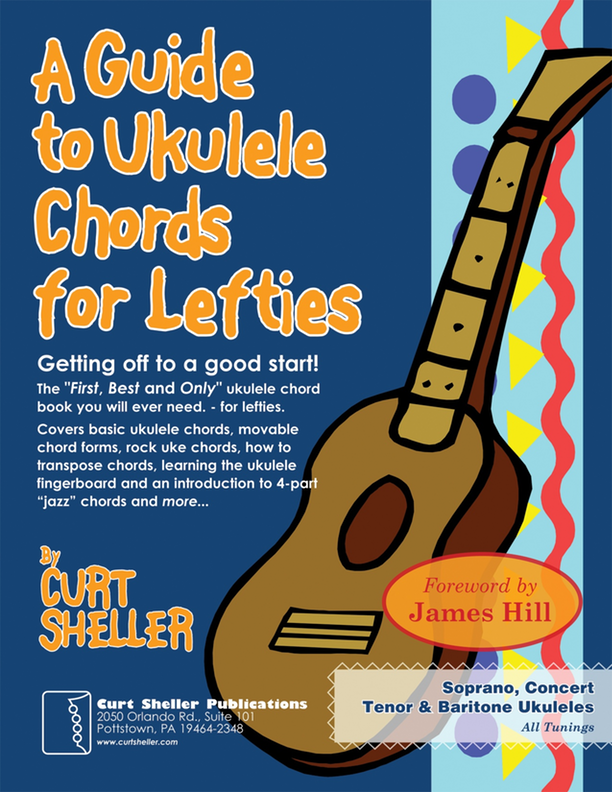 A Guide
to Ukulele
Chords
for Lefties
Getting off to a good start!
The "First, Best and Only" ukulele chord
book you will ever need. - for lefties.
Covers basic ukulele chords, movable
chord forms, rock uke chords, how to
transpose chords, learning the ukulele
fingerboard and an introduction to 4-part
“jazz” chords and more...
By
CURT
SHELLER
Foreword by
James Hill
Soprano, Concert
Tenor & Baritone Ukuleles
All Tunings
Curt Sheller Publications
2050 Orlando Rd., Suite 101
Pottstown, PA 19464-2348
www.curtsheller.com